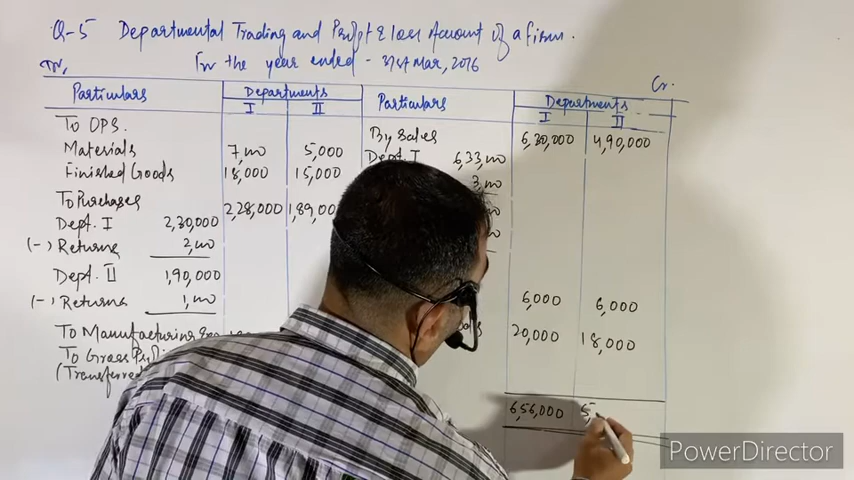 Q-5 Departmental Trading and Profit & loss Account of a firm.
Dr. For the year ended - 31st Mar, 2016 Cr.
Particulars Departments Particulars Departments
I II I II
To OPS. By Sales 6,30,000 4,90,000
Materials 7,000 5,000 Dept. I 6,33,000
Finished Goods 18,000 15,000 3,000
To Purchases 2,28,000 1,89,000
Dept. I 2,30,000
(-) Returns 2,000
Dept. II 1,90,000
(-) Returns 1,000 6,000 6,000
To Manufacturing 20,000 18,000
To Gross Profit
(Transferred
6,56,000 5,
PowerDirector